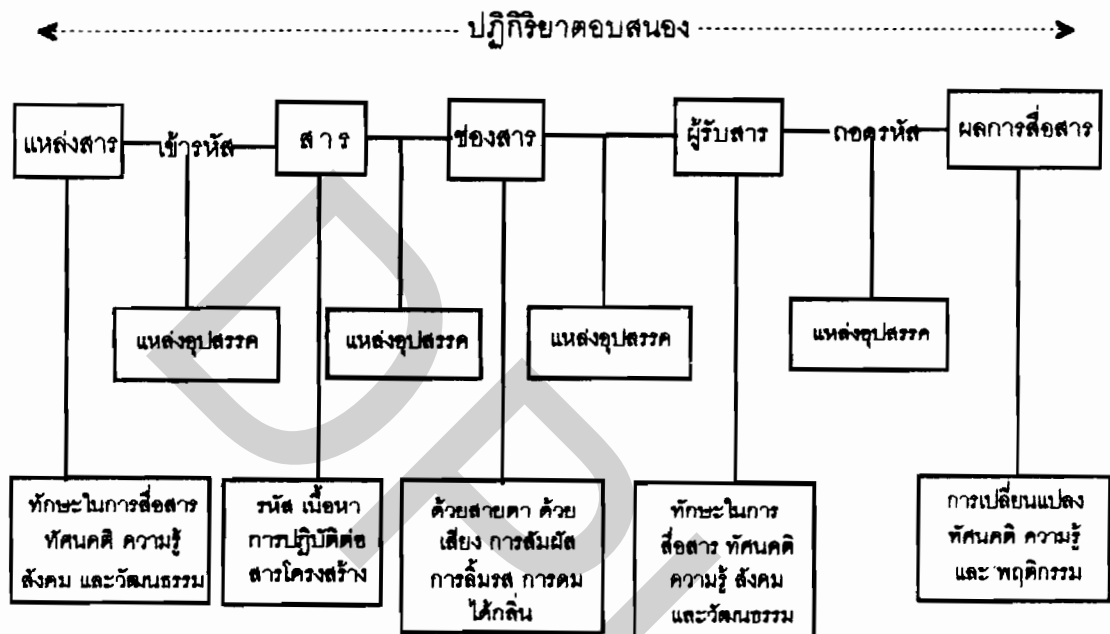 ปฏิกิริยาตอบสนอง
แหล่งสาร
เข้ารหัส
สาร
ช่องสาร
ผู้รับสาร
ถอดรหัส
ผลการสื่อสาร
แหล่งอุปสรรค
แหล่งอุปสรรค
แหล่งอุปสรรค
แหล่งอุปสรรค
ทักษะในการสื่อสาร
ทัศนคติ ความรู้
สังคม และวัฒนธรรม
รหัส เนื้อหา
การปฏิบัติต่อ
สารโครงสร้าง
ด้วยสายตา ด้วย
เสียง การสัมผัส
การลิ้มรส การดม
ได้กลิ่น
ทักษะในการ
สื่อสาร ทัศนคติ
ความรู้ สังคม
และวัฒนธรรม
การเปลี่ยนแปลง
ทัศนคติ ความรู้
และ พฤติกรรม